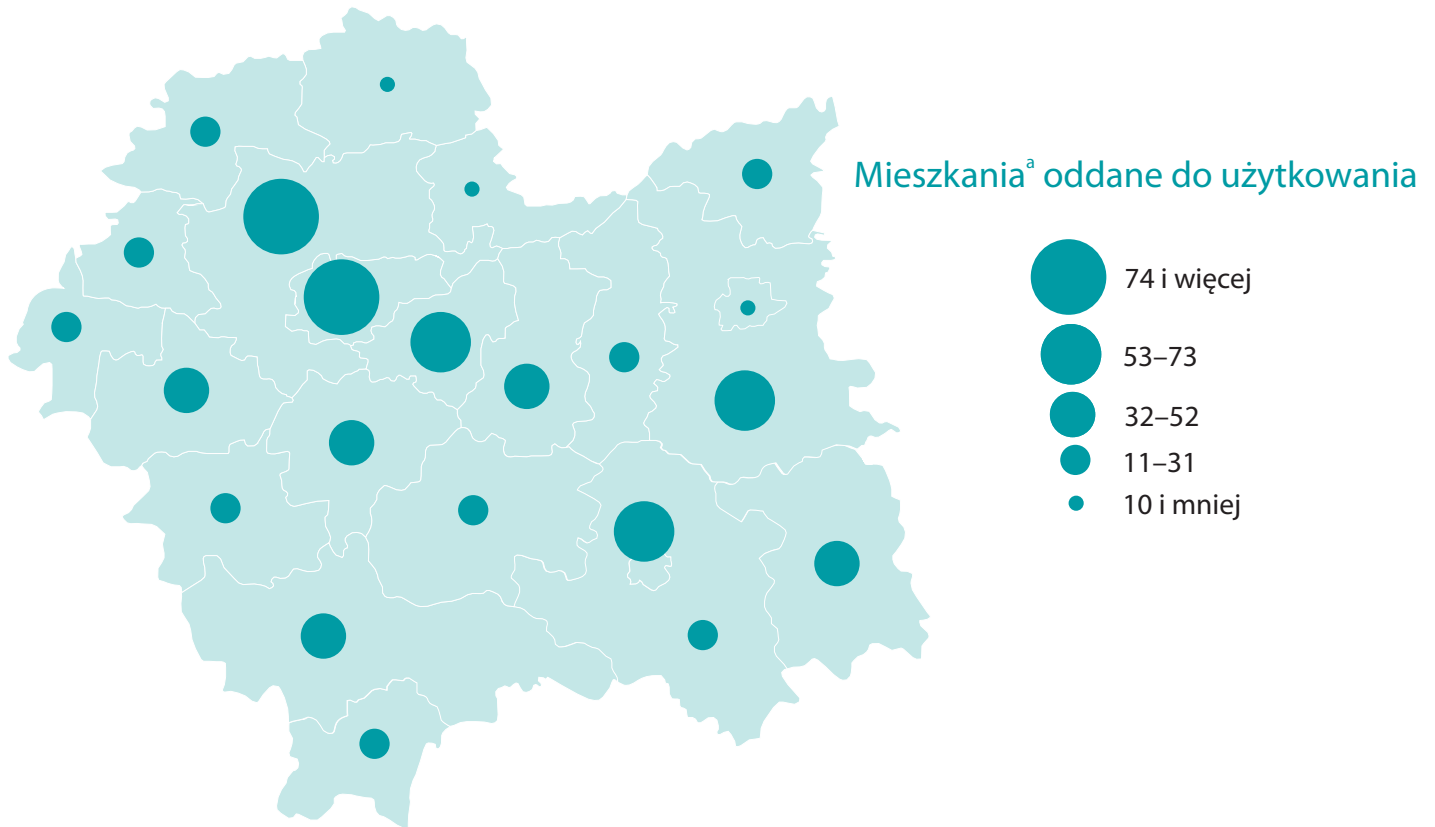 Mieszkaniaᵃ oddane do użytkowania
74 i więcej
53–73
32–52
11–31
10 i mniej